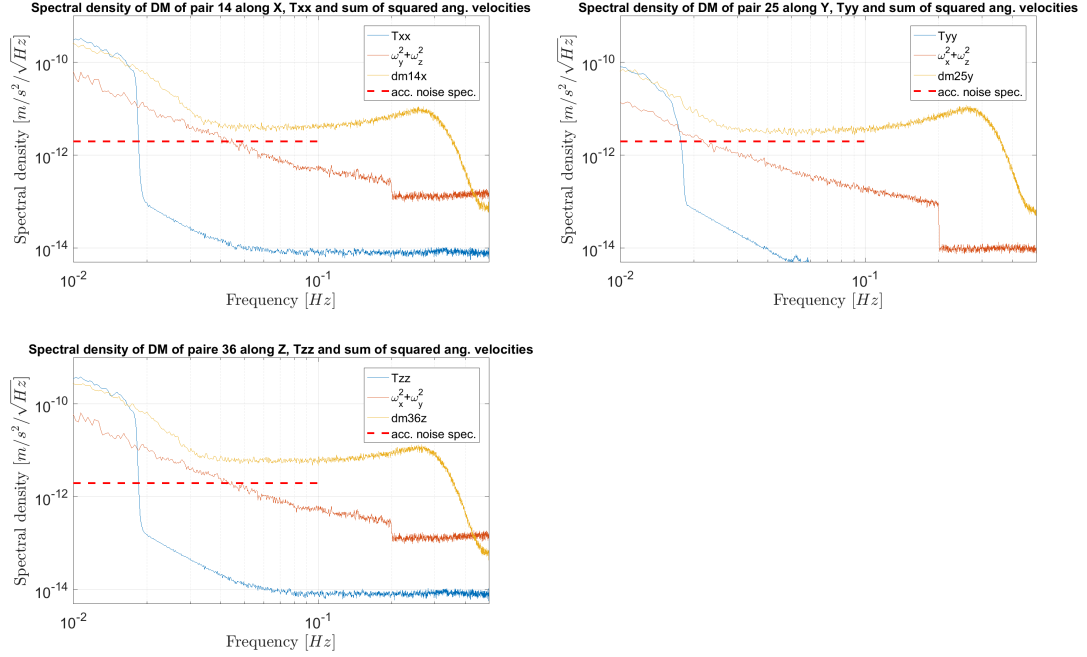 Spectral density of DM of pair 14 along X, Txx and sum of squared ang. velocities
Spectral density [m/s²/√Hz]
10⁻¹⁰
10⁻¹²
10⁻¹⁴
10⁻²
10⁻¹
Frequency [Hz]
Txx
ω_y²+ω_z²
dm14x
acc. noise spec.
Spectral density of DM of pair 25 along Y, Tyy and sum of squared ang. velocities
Spectral density [m/s²/√Hz]
10⁻¹⁰
10⁻¹²
10⁻¹⁴
10⁻²
10⁻¹
Frequency [Hz]
Tyy
ω_x²+ω_z²
dm25y
acc. noise spec.
Spectral density of DM of paire 36 along Z, Tzz and sum of squared ang. velocities
Spectral density [m/s²/√Hz]
10⁻¹⁰
10⁻¹²
10⁻¹⁴
10⁻²
10⁻¹
Frequency [Hz]
Tzz
ω_x²+ω_y²
dm36z
acc. noise spec.